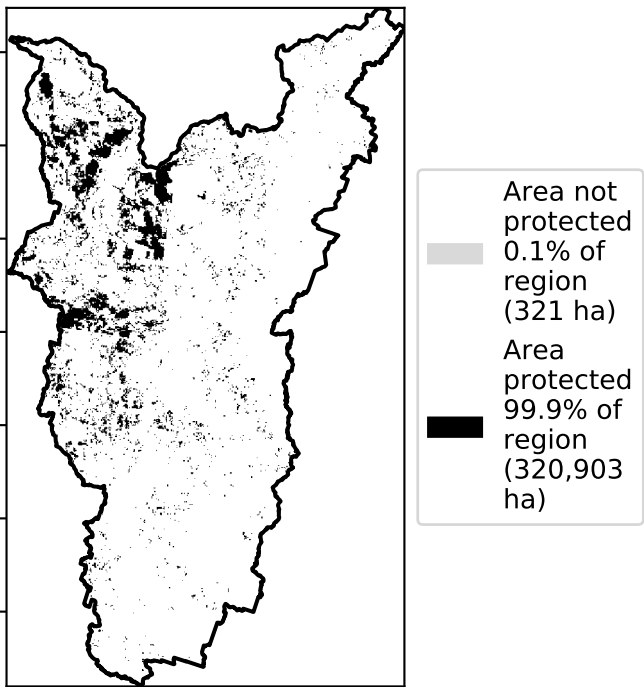 Area not
protected
0.1% of
region
(321 ha)
Area
protected
99.9% of
region
(320,903
ha)